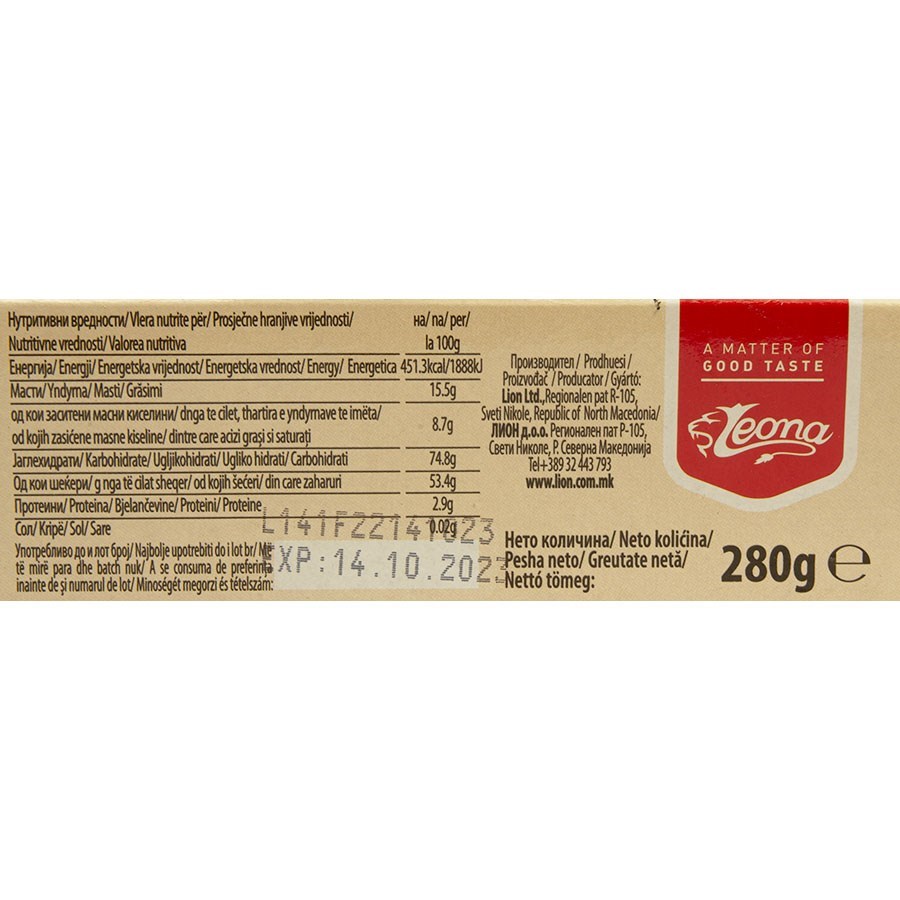 Нутритивни вредности/ Vlera nutrite për/ Prosječne hranjive vrijednosti/
Nutritivne vrednosti/ Valorea nutritiva
на/ na/ per/
la 100g
Енергија/ Energji/ Energetska vrijednost/ Energetska vrednost/ Energy/ Energetica 451.3kcal/1888kJ
Масти/ Yndyrna/ Masti/ Grăsimi 15.5g
од кои заситени масни киселини/ dnga te cilet, thartira e yndyrnave te imëta/
od kojih zasićene masne kiseline/ dintre care acizi grași si saturați 8.7g
Јаглехидрати/ Karbohidrate/ Ugljikohidrati/ Ugliko hidrati/ Carbohidrati 74.8g
Од кои шеќери/ g nga të cilat sheqer/ od kojih šećeri/ din care zaharuri 53.4g
Протеини/ Proteina/ Bjelančevine/ Proteini/ Proteine 2.9g
Сол/ Kripë/ Sol/ Sare 0.02g
Употребливо до и лот број/ Najbolje upotrebiti do i lot br/ Më
të mirë para dhe batch nuk/ A se consuma de preferinţa
inainte de şi numarul de lot/ Minoségét megorzi és tételszám:
L141F22141023
EXP:14.10.2023
Производител / Prodhuesi /
Proizvođač / Producator / Gyártó:
Lion Ltd.,Regionalen pat R-105,
Sveti Nikole, Republic of North Macedonia/
ЛИОН д.о.о. Регионален пат Р-105,
Свети Николе, Р. Северна Македонија
Tel+389 32 443 793
www.lion.com.mk
Нето количина/ Neto količina/
Pesha neto/ Greutate netă/
Nettó tömeg:
280g ℮
A MATTER OF
GOOD TASTE
Leona